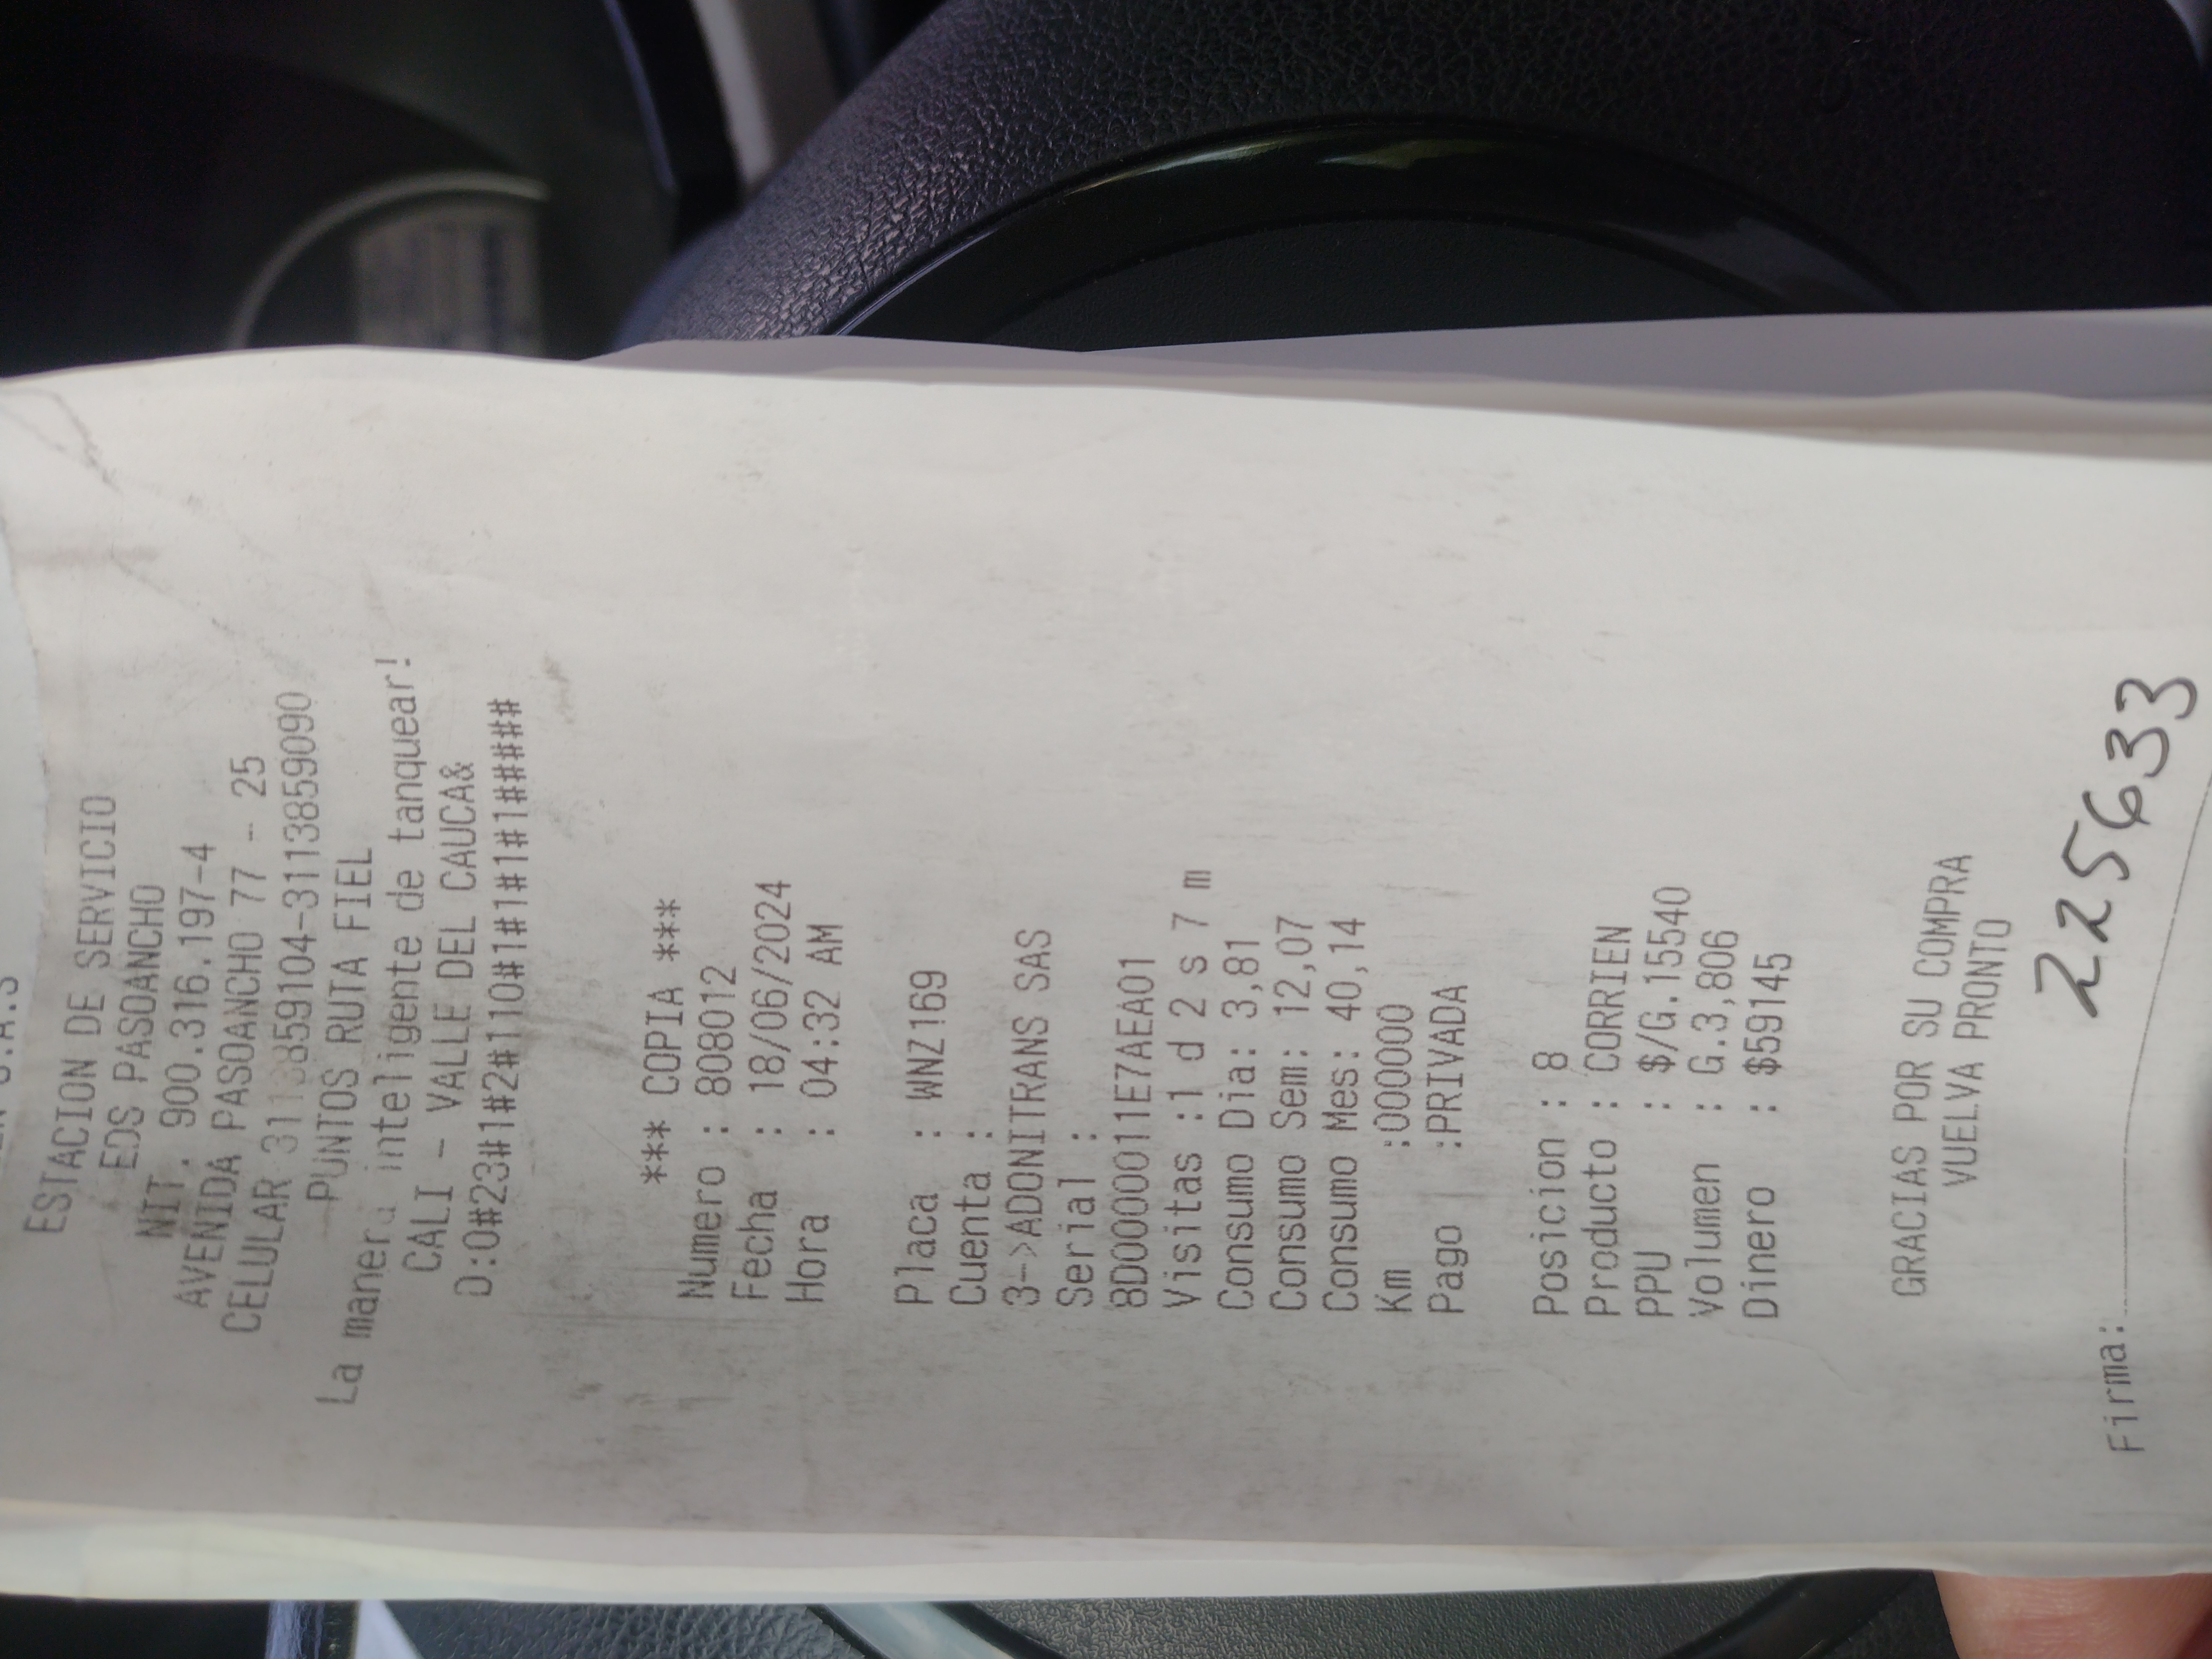 ESTACION DE SERVICIO
EDS PASOANCHO
NIT. 900.316.197-4
AVENIDA PASOANCHO 77 - 25
CELULAR 3113859104-3113859090
PUNTOS RUTA FIEL
La manera inteligente de tanquear!
CALI - VALLE DEL CAUCA&
D:0#23#1#2#110#1#1#1#1####
*** COPIA ***
Numero : 808012
Fecha : 18/06/2024
Hora : 04:32 AM
Placa : WNZ169
Cuenta :
3->ADONITRANS SAS
Serial :
8D000011E7AEA01
Visitas :1 d 2 s 7 m
Consumo Dia: 3,81
Consumo Sem: 12,07
Consumo Mes: 40,14
Km :000000
Pago :PRIVADA
Posicion : 8
Producto : CORRIEN
PPU : $/G.15540
Volumen : G.3,806
Dinero : $59145
GRACIAS POR SU COMPRA
VUELVA PRONTO
225633
Firma: